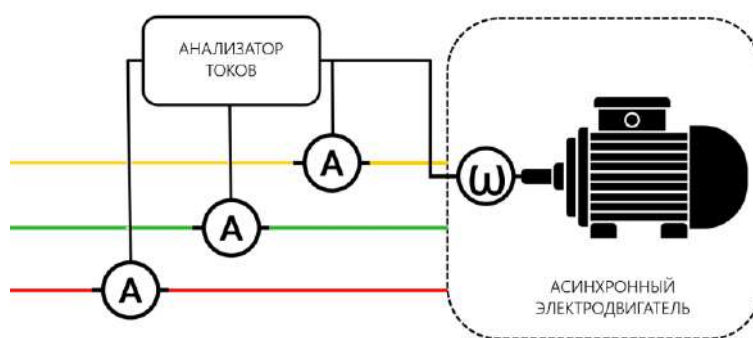 АНАЛИЗАТОР
ТОКОВ
A
A
ω
A
АСИНХРОННЫЙ
ЭЛЕКТРОДВИГАТЕЛЬ